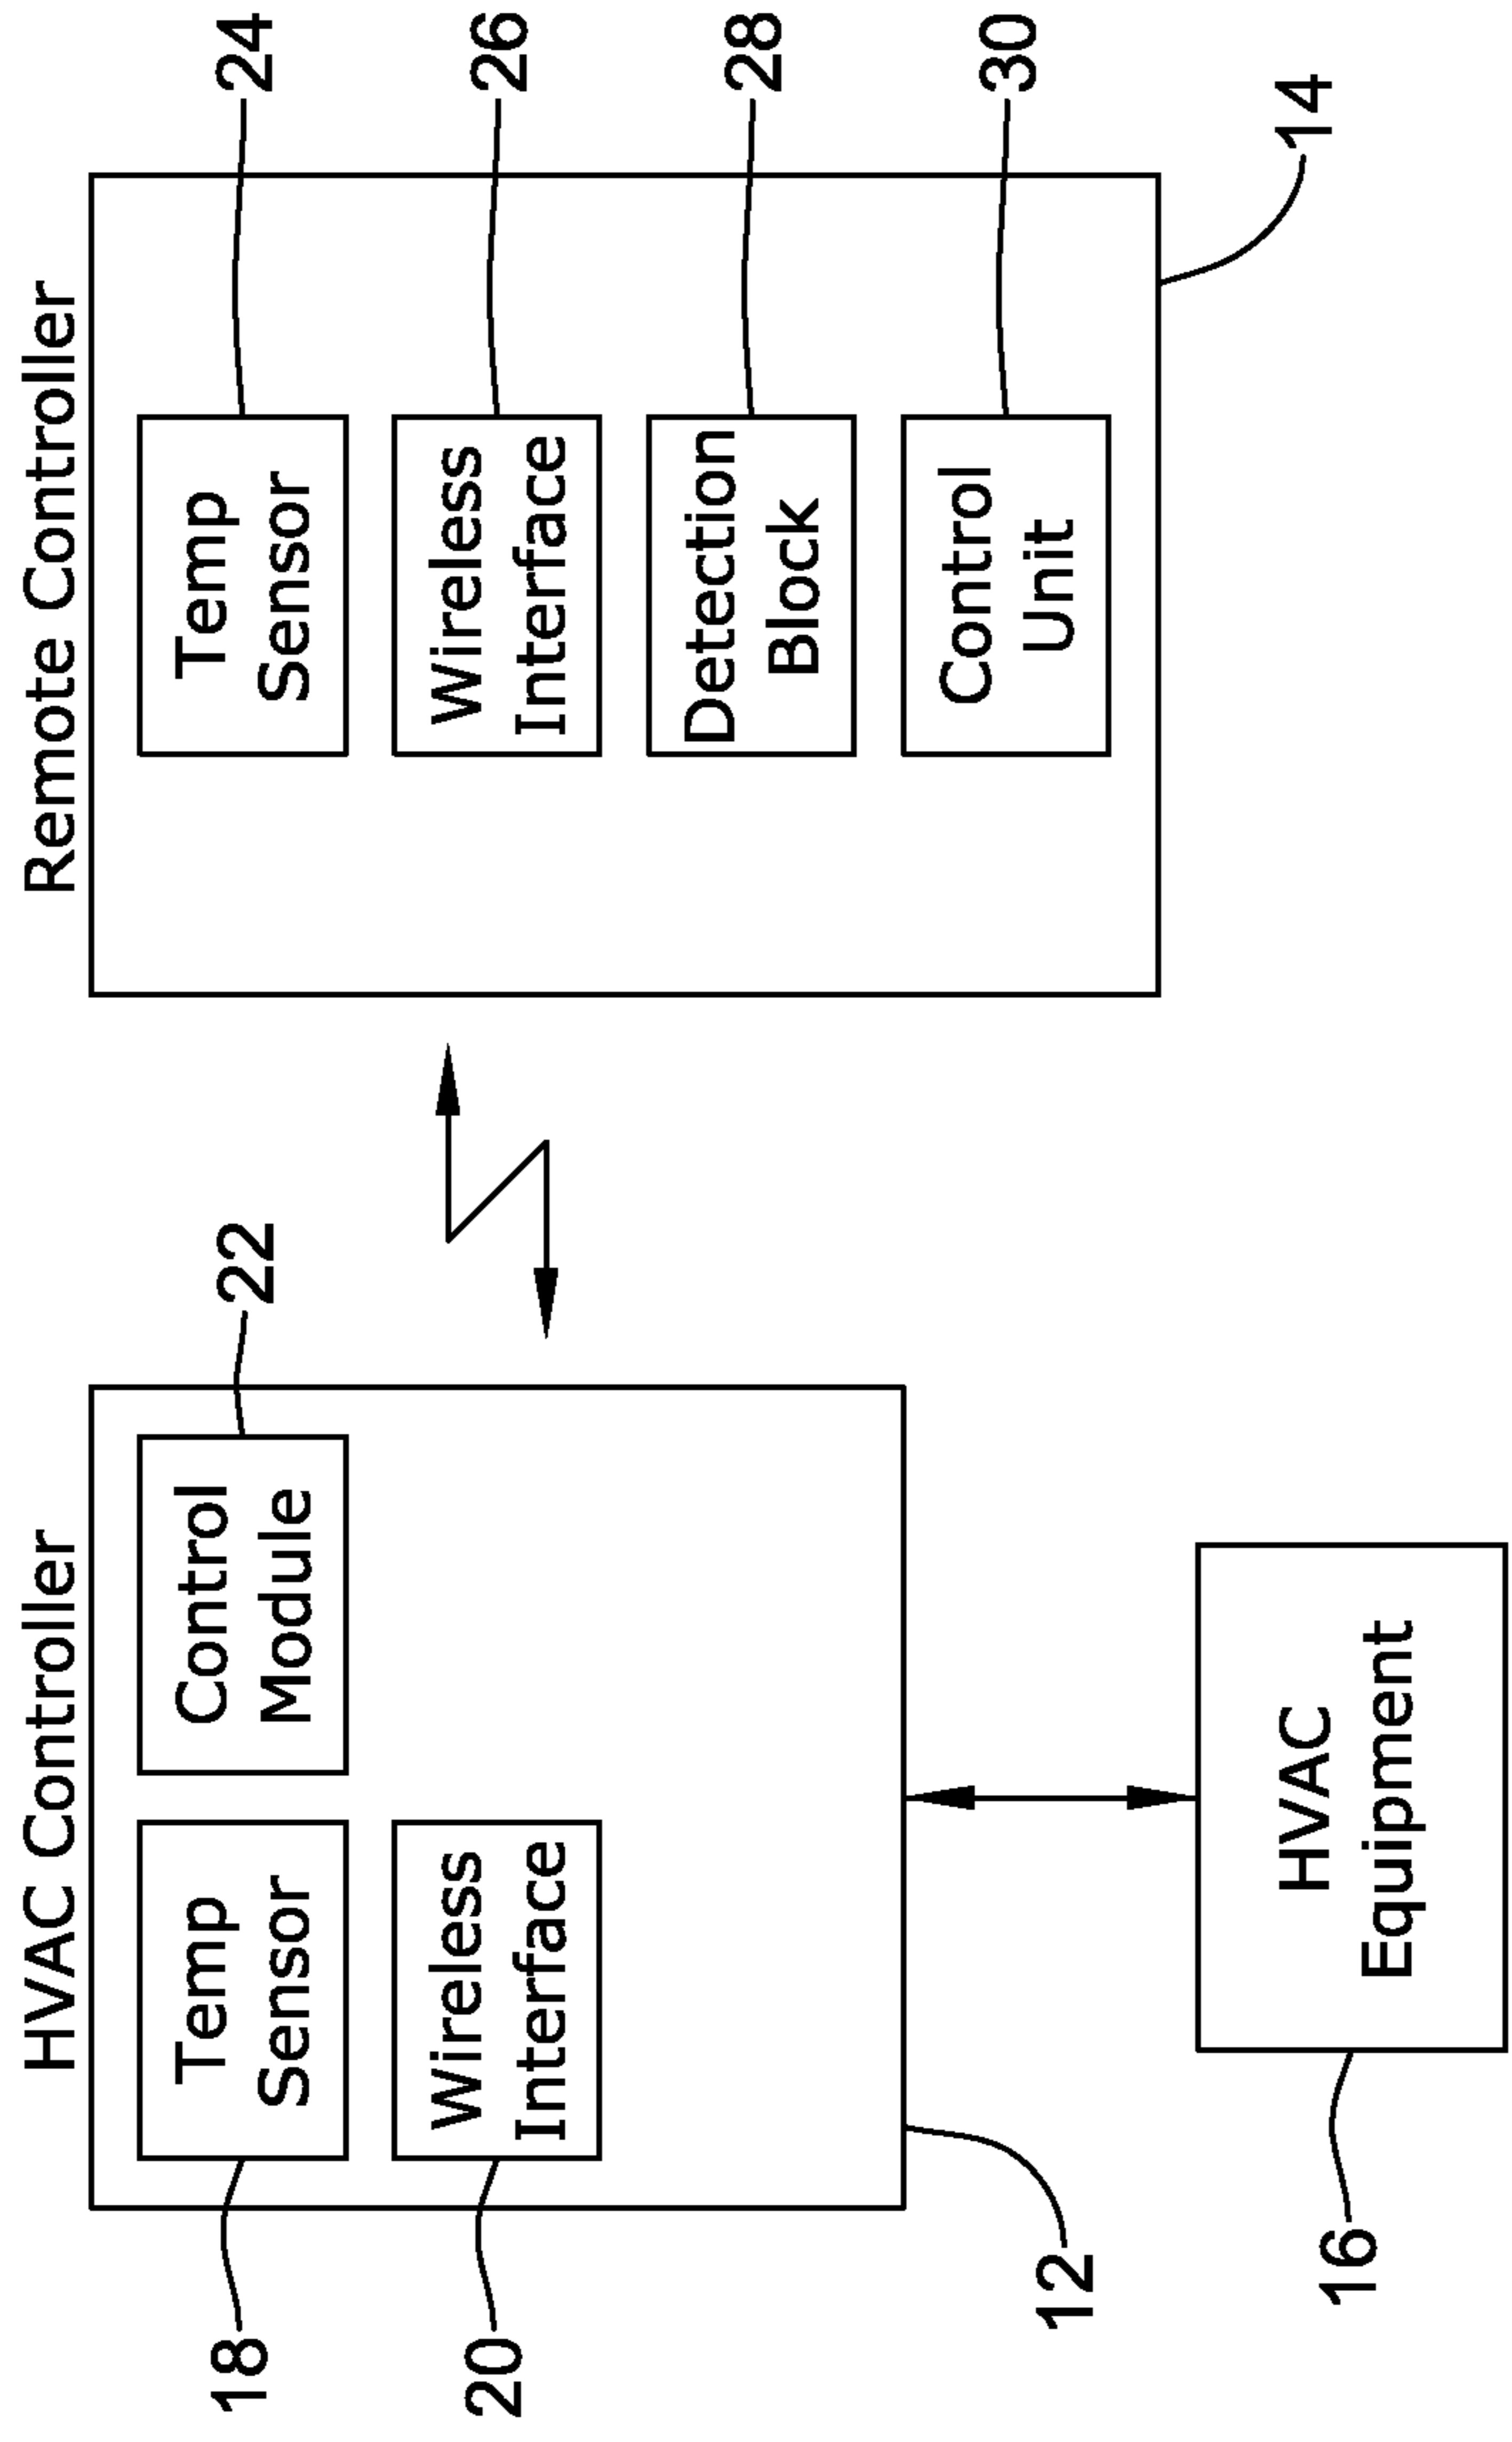 HVAC Controller
Remote Controller
18
Temp
Sensor
Control
Module
22
20
Wireless
Interface
12
16
HVAC
Equipment
Temp
Sensor
24
Wireless
Interface
26
Detection
Block
28
Control
Unit
30
14